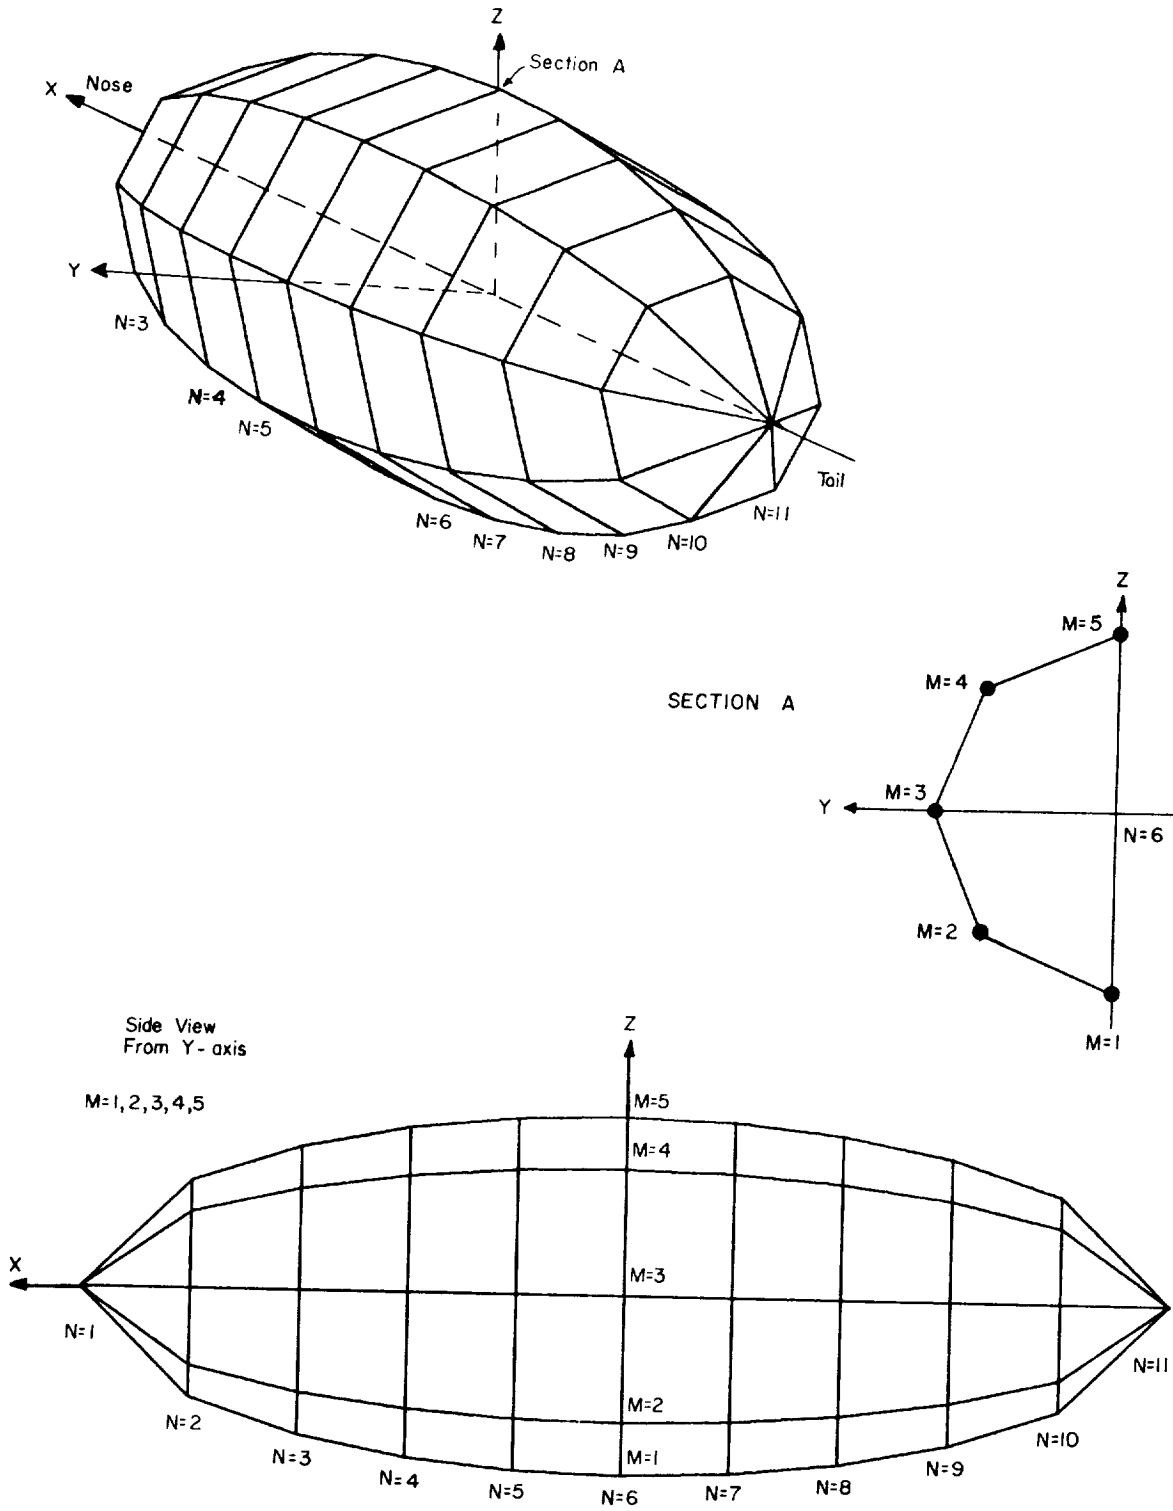 Z
Section A
X
Nose
Y
N=3
N=4
N=5
Tail
N=6
N=7
N=8
N=9
N=10
N=11
Z
M=5
M=4
SECTION A
M=3
Y
N=6
M=2
M=1
Side View
From Y-axis
M=1,2,3,4,5
Z
M=5
M=4
X
M=3
N=1
N=11
M=2
N=2
N=10
M=1
N=3
N=9
N=4
N=8
N=5
N=7
N=6